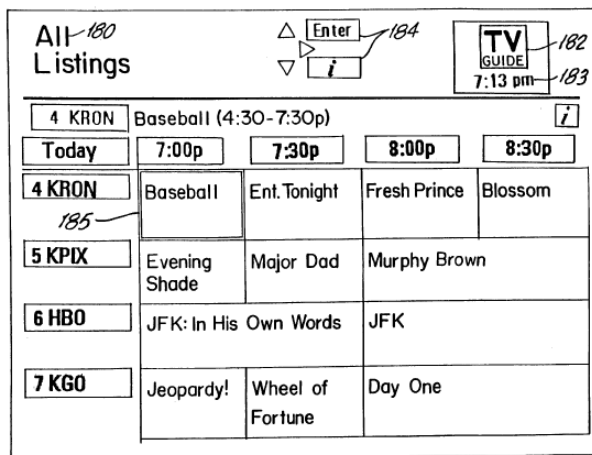 All 180
Listings
Enter 184
i
TV
GUIDE
182
7:13 pm 183
4 KRON Baseball (4:30-7:30p) i
Today 7:00p 7:30p 8:00p 8:30p
4 KRON Baseball Ent. Tonight Fresh Prince Blossom
185
5 KPIX Evening Shade Major Dad Murphy Brown
6 HBO JFK: In His Own Words JFK
7 KGO Jeopardy! Wheel of Fortune Day One